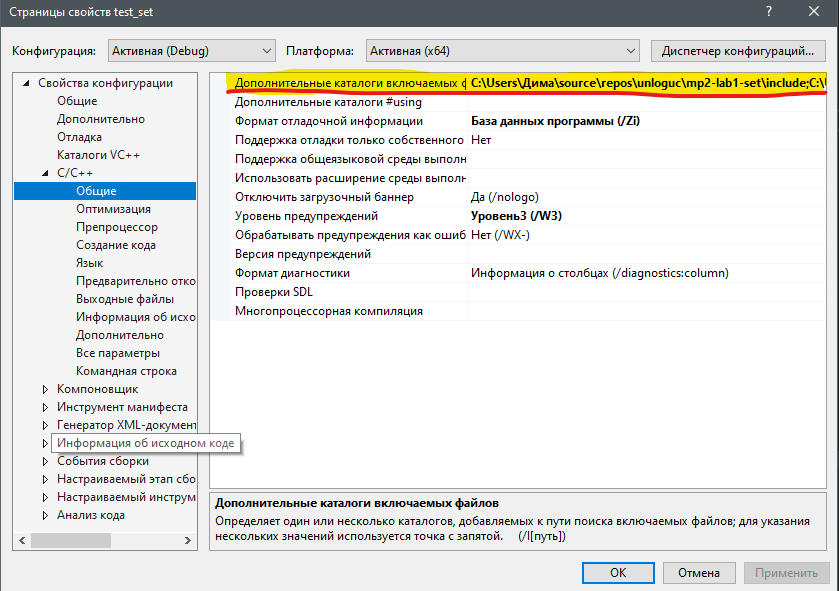 Страницы свойств test_set
? ×
Конфигурация: Активная (Debug) Платформа: Активная (x64) Диспетчер конфигураций...
Свойства конфигурации
Общие
Дополнительно
Отладка
Каталоги VC++
C/C++
Общие
Оптимизация
Препроцессор
Создание кода
Язык
Предварительно отко
Выходные файлы
Информация об исхо
Дополнительно
Все параметры
Командная строка
Компоновщик
Инструмент манифеста
Генератор XML-документ
Информация об исходном коде
События сборки
Настраиваемый этап сбо
Настраиваемый инструм
Анализ кода
Дополнительные каталоги включаемых ф C:\Users\Дима\source\repos\unloguc\mp2-lab1-set\include;C:\
Дополнительные каталоги #using
Формат отладочной информации База данных программы (/Zi)
Поддержка отладки только собственного Нет
Поддержка общеязыковой среды выполн
Использовать расширение среды выполн
Отключить загрузочный баннер Да (/nologo)
Уровень предупреждений Уровень3 (/W3)
Обрабатывать предупреждения как ошиб Нет (/WX-)
Версия предупреждений
Формат диагностики Информация о столбцах (/diagnostics:column)
Проверки SDL
Многопроцессорная компиляция
Дополнительные каталоги включаемых файлов
Определяет один или несколько каталогов, добавляемых к пути поиска включаемых файлов; для указания
нескольких значений используется точка с запятой. (/I[путь])
ОК Отмена Применить